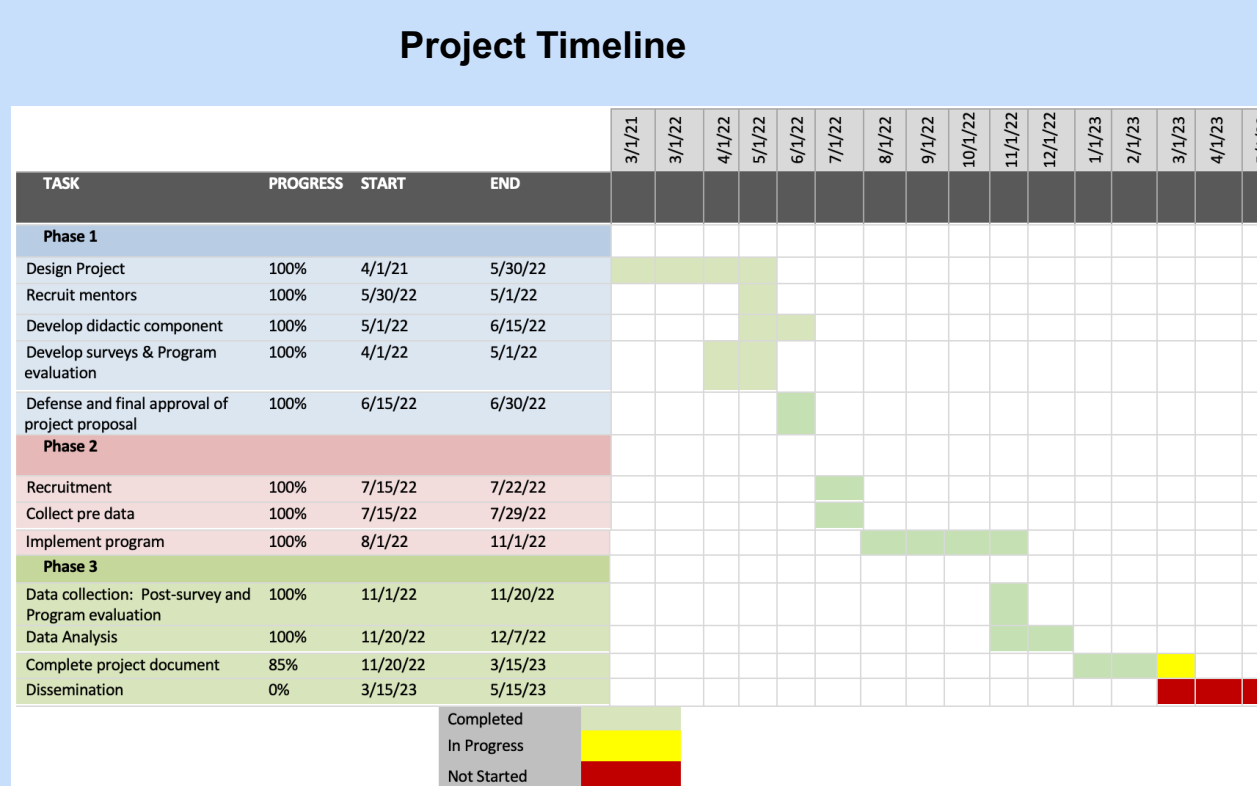 Project Timeline
3/1/21 3/1/22 4/1/22 5/1/22 6/1/22 7/1/22 8/1/22 9/1/22 10/1/22 11/1/22 12/1/22 1/1/23 2/1/23 3/1/23 4/1/23
TASK PROGRESS START END
Phase 1
Design Project 100% 4/1/21 5/30/22
Recruit mentors 100% 5/30/22 5/1/22
Develop didactic component 100% 5/1/22 6/15/22
Develop surveys & Program 100% 4/1/22 5/1/22
evaluation
Defense and final approval of 100% 6/15/22 6/30/22
project proposal
Phase 2
Recruitment 100% 7/15/22 7/22/22
Collect pre data 100% 7/15/22 7/29/22
Implement program 100% 8/1/22 11/1/22
Phase 3
Data collection: Post-survey and 100% 11/1/22 11/20/22
Program evaluation
Data Analysis 100% 11/20/22 12/7/22
Complete project document 85% 11/20/22 3/15/23
Dissemination 0% 3/15/23 5/15/23
Completed
In Progress
Not Started